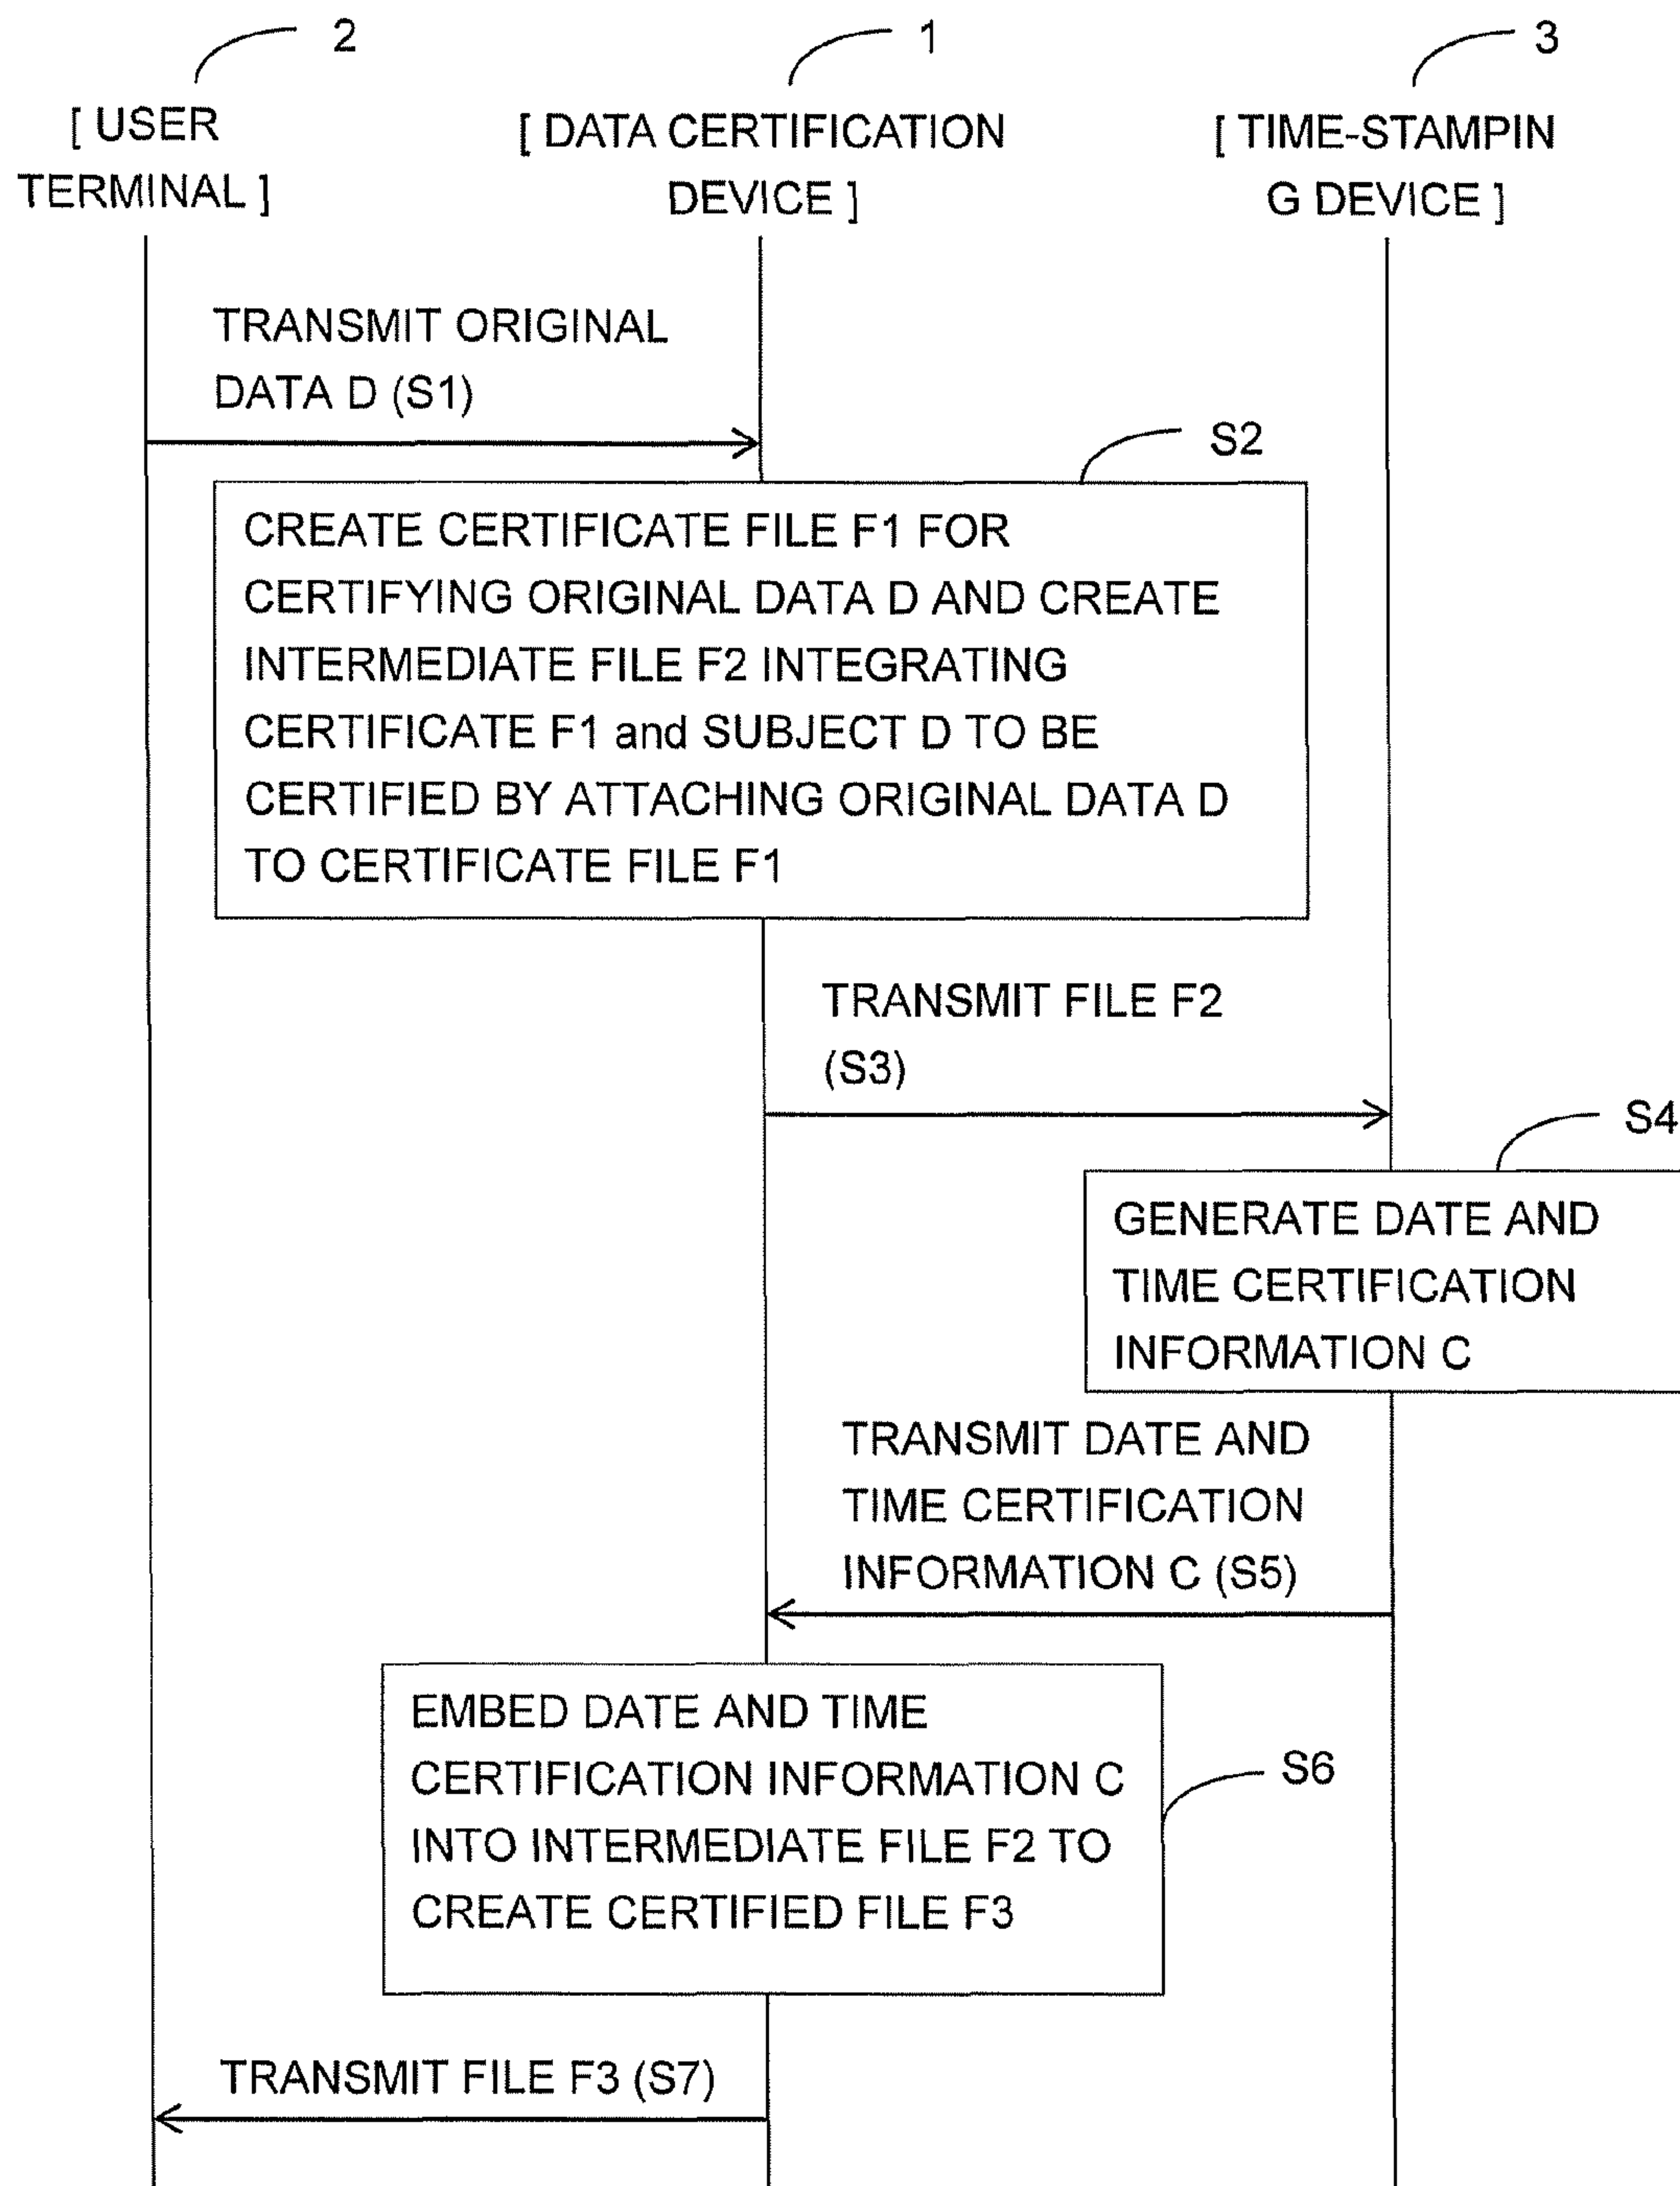 2
1
3
[ USER
TERMINAL ]
[ DATA CERTIFICATION
DEVICE ]
[ TIME-STAMPIN
G DEVICE ]
TRANSMIT ORIGINAL
DATA D (S1)
S2
CREATE CERTIFICATE FILE F1 FOR
CERTIFYING ORIGINAL DATA D AND CREATE
INTERMEDIATE FILE F2 INTEGRATING
CERTIFICATE F1 and SUBJECT D TO BE
CERTIFIED BY ATTACHING ORIGINAL DATA D
TO CERTIFICATE FILE F1
TRANSMIT FILE F2
(S3)
S4
GENERATE DATE AND
TIME CERTIFICATION
INFORMATION C
TRANSMIT DATE AND
TIME CERTIFICATION
INFORMATION C (S5)
EMBED DATE AND TIME
CERTIFICATION INFORMATION C
INTO INTERMEDIATE FILE F2 TO
CREATE CERTIFIED FILE F3
S6
TRANSMIT FILE F3 (S7)